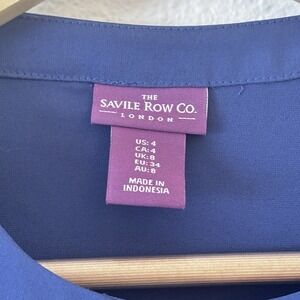 THE
SAVILE ROW CO.
LONDON
US: 4
CA: 4
UK: 8
EU: 34
AU: 8
MADE IN
INDONESIA